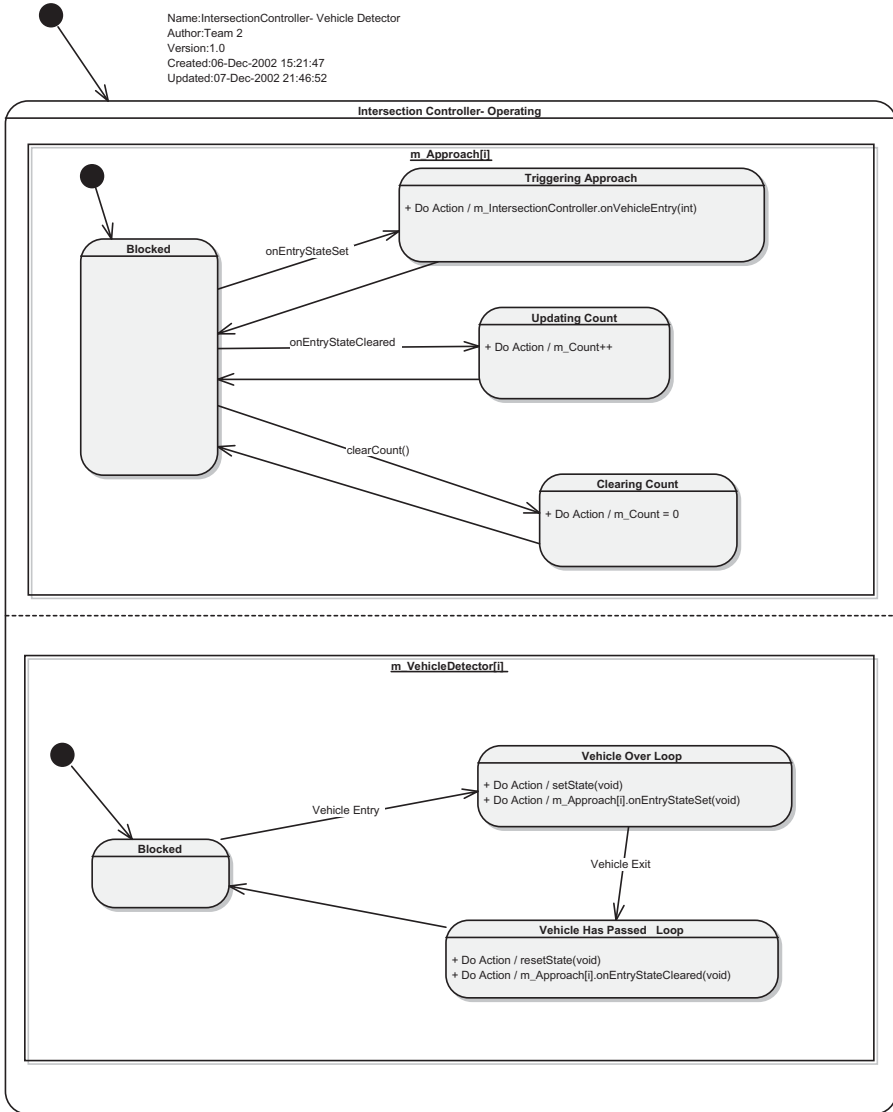 Name:IntersectionController- Vehicle Detector
Author:Team 2
Version:1.0
Created:06-Dec-2002 15:21:47
Updated:07-Dec-2002 21:46:52
Intersection Controller- Operating
m_Approach[i]
Triggering Approach
+ Do Action / m_IntersectionController.onVehicleEntry(int)
Blocked
onEntryStateSet
Updating Count
onEntryStateCleared
+ Do Action / m_Count++
clearCount()
Clearing Count
+ Do Action / m_Count = 0
m_VehicleDetector[i]
Vehicle Over Loop
+ Do Action / setState(void)
+ Do Action / m_Approach[i].onEntryStateSet(void)
Vehicle Entry
Blocked
Vehicle Exit
Vehicle Has Passed Loop
+ Do Action / resetState(void)
+ Do Action / m_Approach[i].onEntryStateCleared(void)